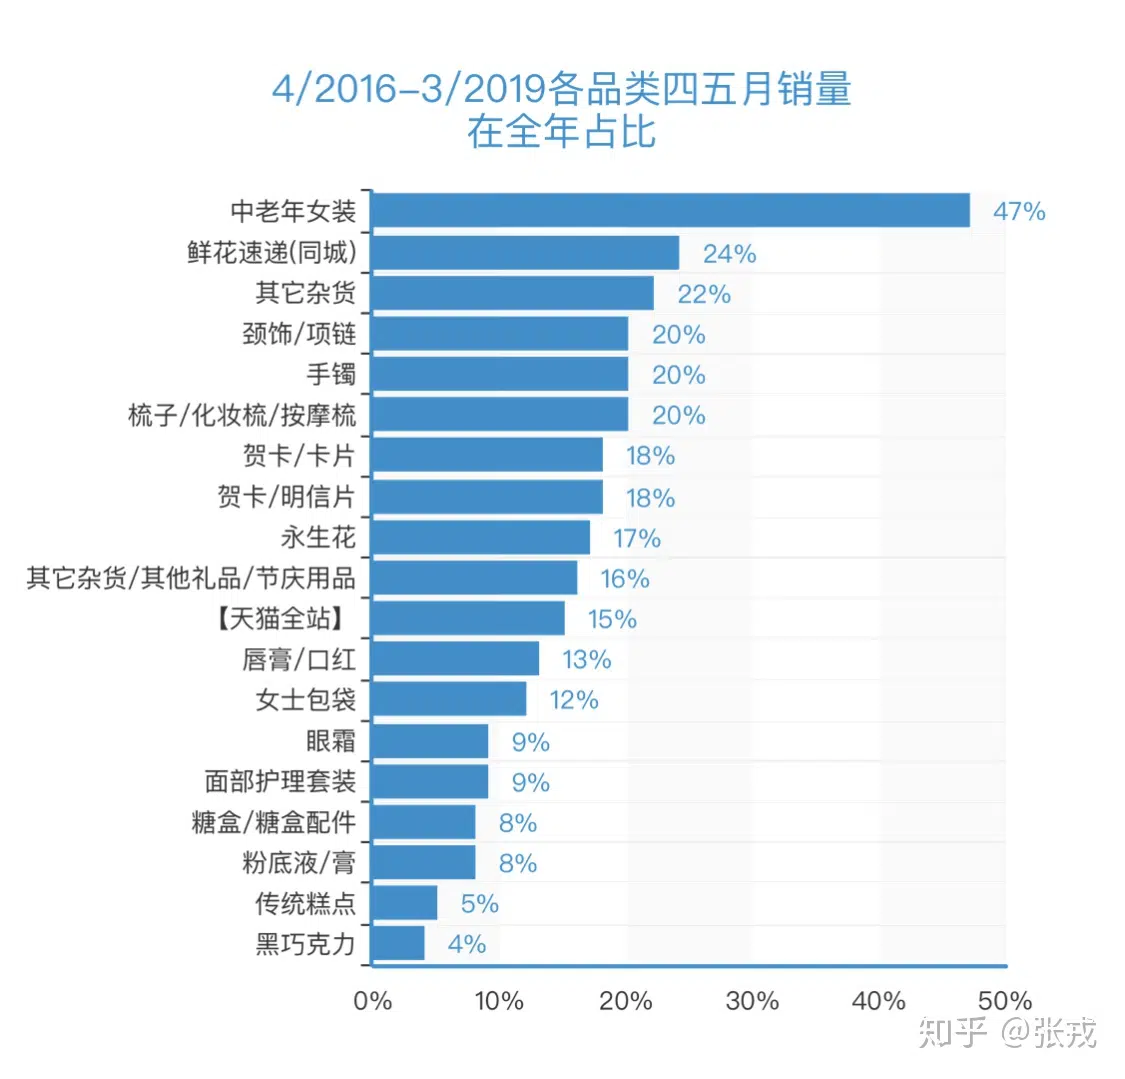 4/2016-3/2019各品类四五月销量
在全年占比
中老年女装 47%
鲜花速递(同城) 24%
其它杂货 22%
颈饰/项链 20%
手镯 20%
梳子/化妆梳/按摩梳 20%
贺卡/卡片 18%
贺卡/明信片 18%
永生花 17%
其它杂货/其他礼品/节庆用品 16%
【天猫全站】 15%
唇膏/口红 13%
女士包袋 12%
眼霜 9%
面部护理套装 9%
糖盒/糖盒配件 8%
粉底液/膏 8%
传统糕点 5%
黑巧克力 4%
0% 10% 20% 30% 40% 50%
知乎 @张戎